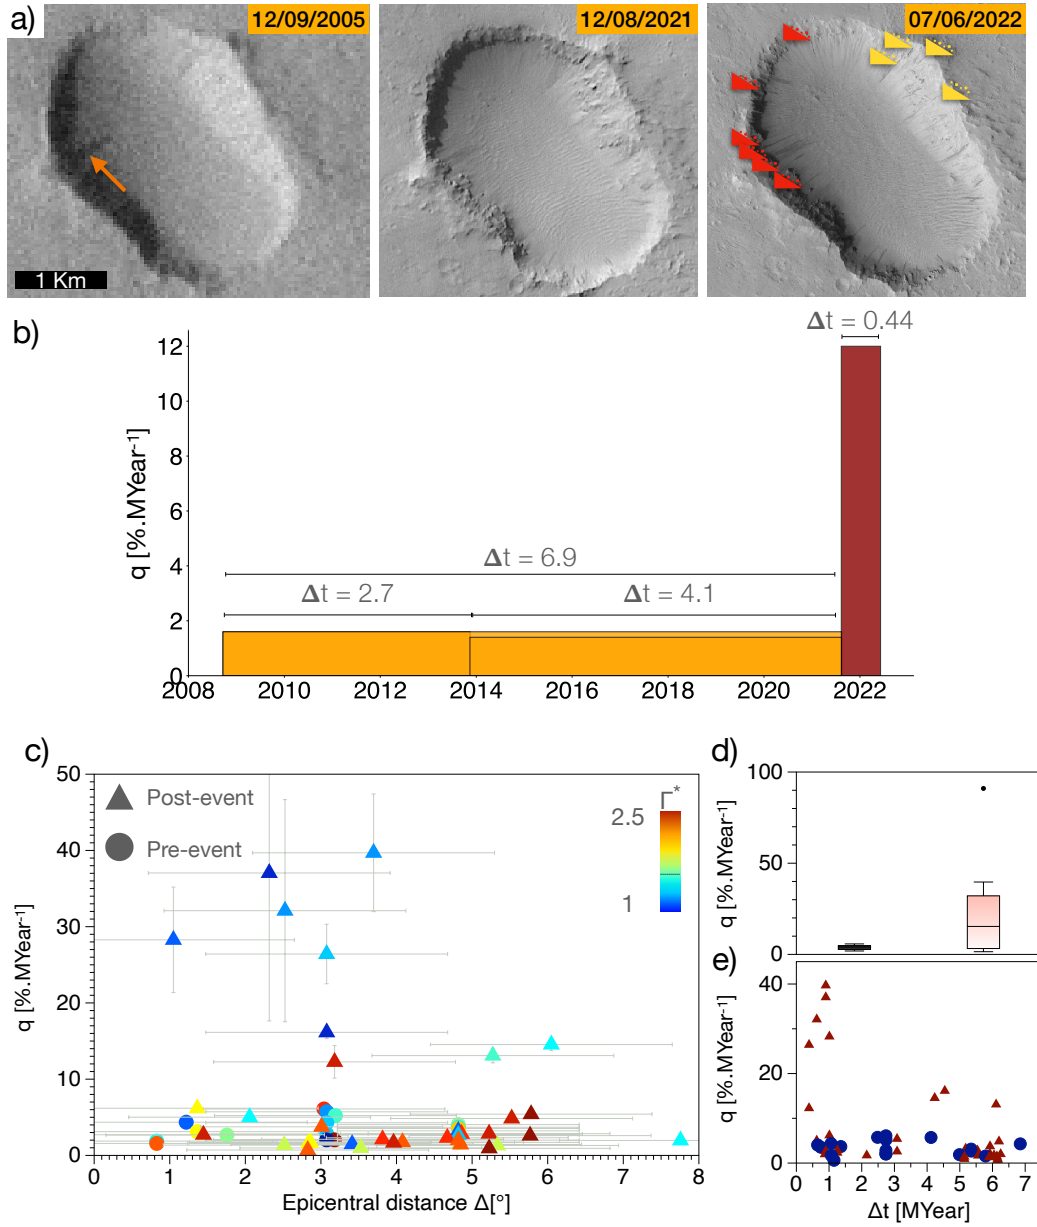 a)
12/09/2005
12/08/2021
07/06/2022
1 Km
b)
Δt = 0.44
q [%.MYear⁻¹]
12
10
8
6
4
2
0
Δt = 6.9
Δt = 2.7
Δt = 4.1
2008
2010
2012
2014
2016
2018
2020
2022
c)
q [%.MYear⁻¹]
50
40
30
20
10
0
Post-event
Pre-event
Γ*
2.5
1
0
1
2
3
4
5
6
7
8
Epicentral distance Δ[°]
d)
q [%.MYear⁻¹]
100
50
0
e)
q [%.MYear⁻¹]
40
20
0
0
1
2
3
4
5
6
7
Δt [MYear]